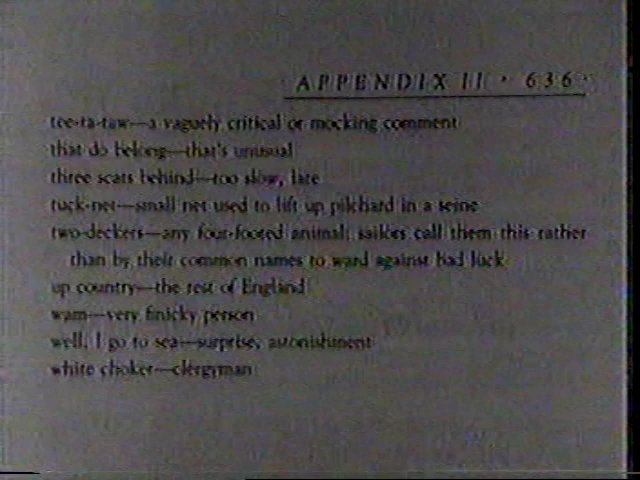 APPENDIX II • 636
tee-ta-taw—a vaguely critical or mocking comment
that do belong—that's unusual
three scats behind—too slow, late
tuck-net—small net used to lift up pilchard in a seine
two-deckers—any four-footed animal; sailors call them this rather
than by their common names to ward against bad luck
up country—the rest of England
wam—very finicky person
well, I go to sea—surprise, astonishment
white choker—clergyman